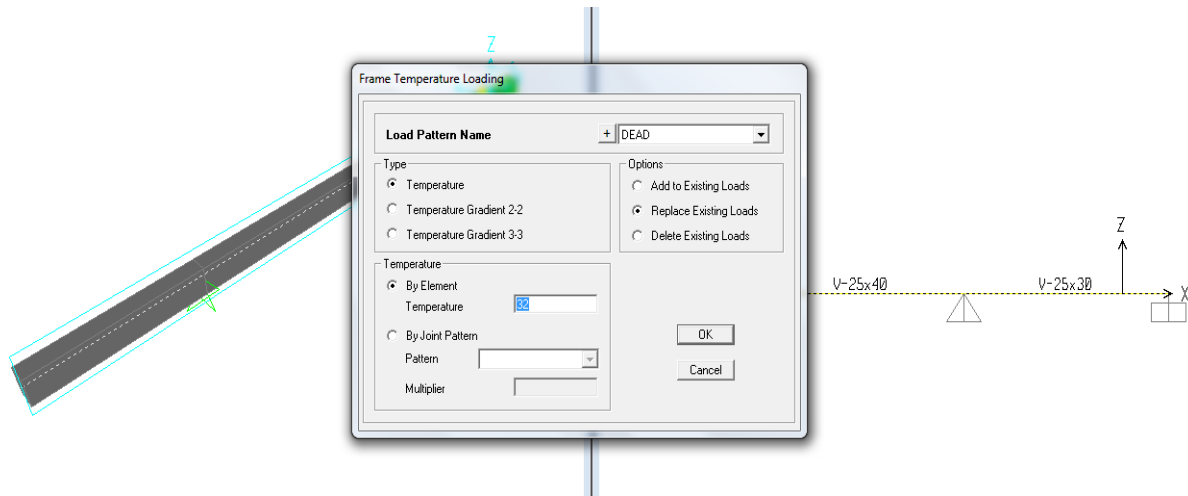 Z
Frame Temperature Loading
Load Pattern Name + DEAD
Type
Temperature
Temperature Gradient 2-2
Temperature Gradient 3-3
Options
Add to Existing Loads
Replace Existing Loads
Delete Existing Loads
Temperature
By Element
Temperature 32
By Joint Pattern
Pattern
Multiplier
OK
Cancel
Z
V-25x40 V-25x30 X